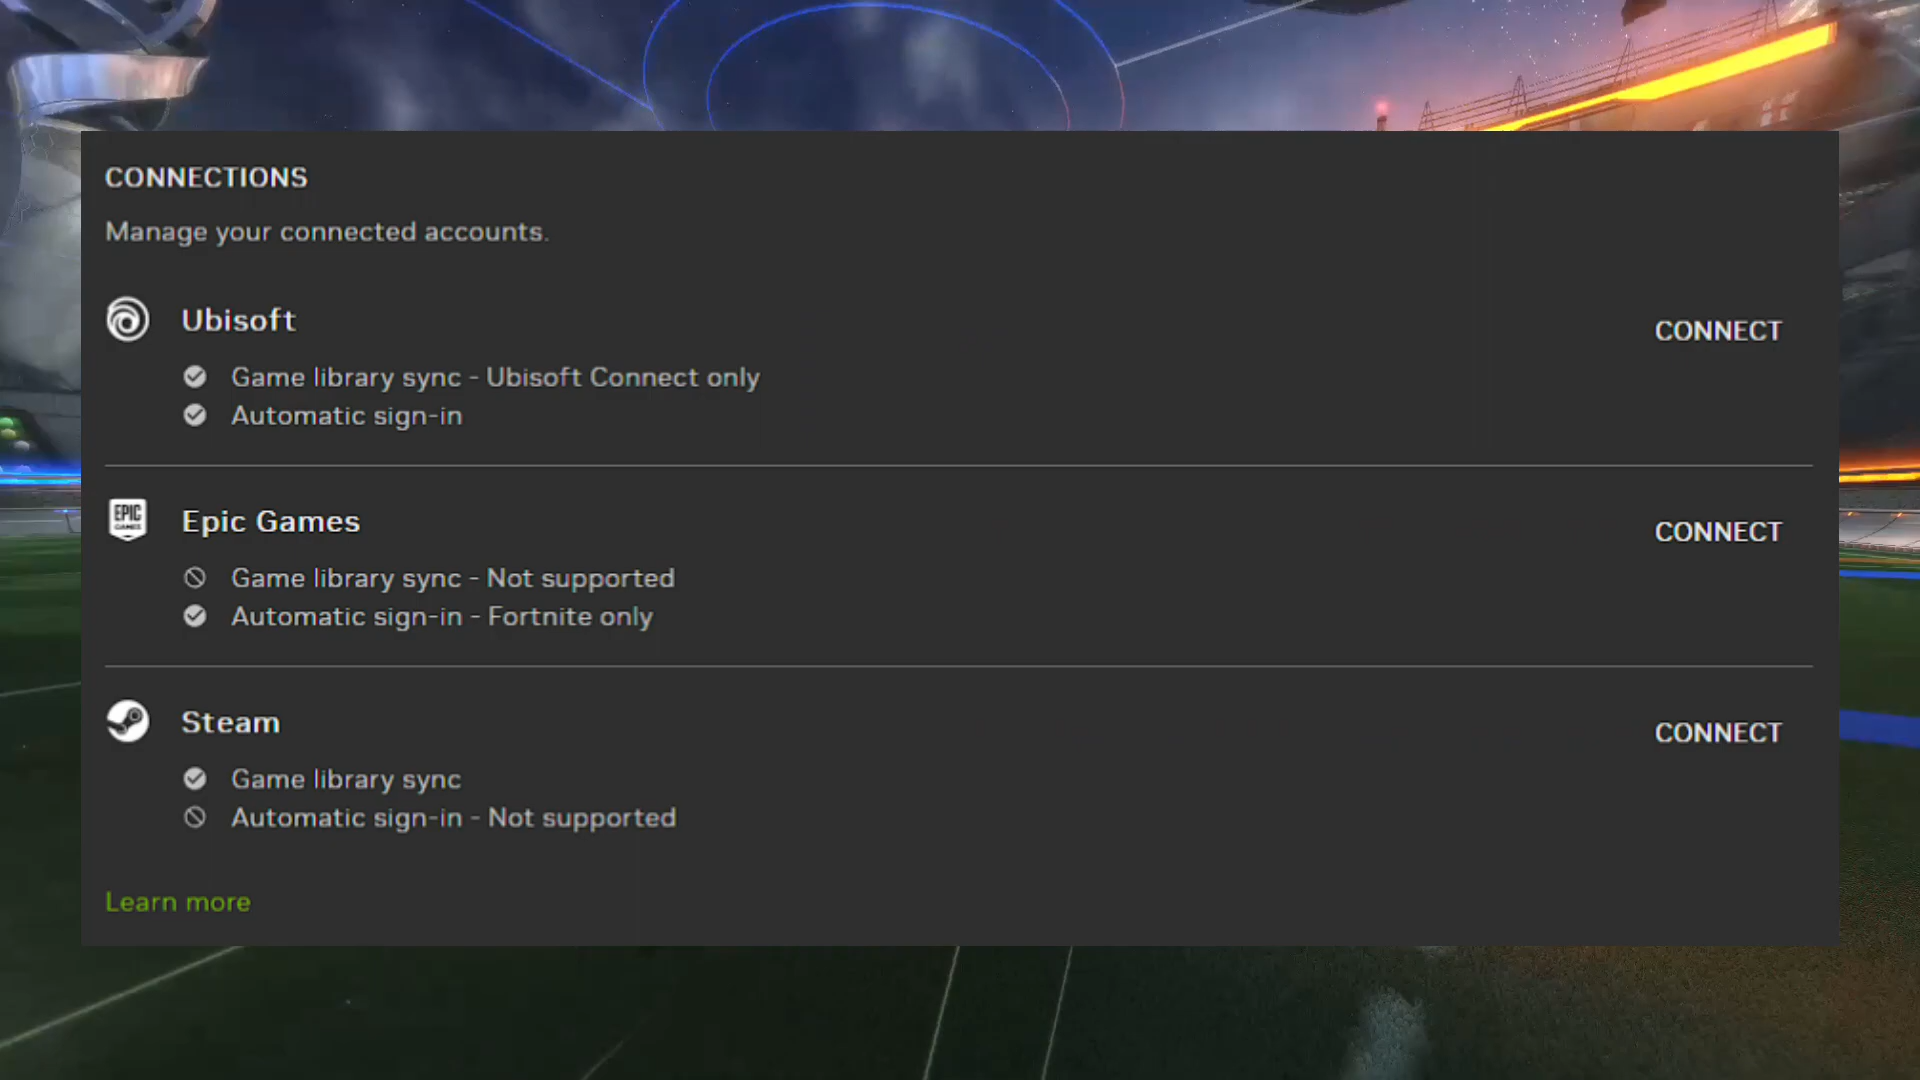 CONNECTIONS
Manage your connected accounts.
Ubisoft
CONNECT
Game library sync - Ubisoft Connect only
Automatic sign-in
EPIC
GAMES
Epic Games
CONNECT
Game library sync - Not supported
Automatic sign-in - Fortnite only
Steam
CONNECT
Game library sync
Automatic sign-in - Not supported
Learn more